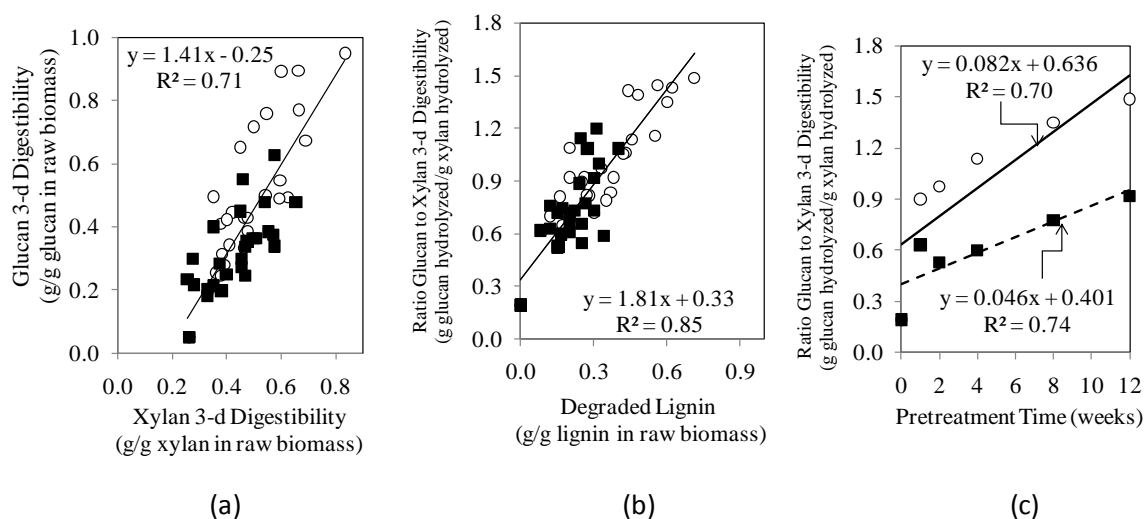 Glucan 3-d Digestibility
(g/g glucan in raw biomass)
1.0
0.8
0.6
0.4
0.2
0.0
y = 1.41x - 0.25
R² = 0.71
0.0
0.2
0.4
0.6
0.8
Xylan 3-d Digestibility
(g/g xylan in raw biomass)
(a)
Ratio Glucan to Xylan 3-d Digestibility
(g glucan hydrolyzed/g xylan hydrolyzed)
1.8
1.5
1.2
0.9
0.6
0.3
0.0
y = 1.81x + 0.33
R² = 0.85
0.0
0.3
0.6
0.9
Degraded Lignin
(g/g lignin in raw biomass)
(b)
Ratio Glucan to Xylan 3-d Digestibility
(g glucan hydrolyzed/g xylan hydrolyzed)
1.8
1.5
1.2
0.9
0.6
0.3
0.0
y = 0.082x + 0.636
R² = 0.70
y = 0.046x + 0.401
R² = 0.74
0
2
4
6
8
10
12
Pretreatment Time (weeks)
(c)